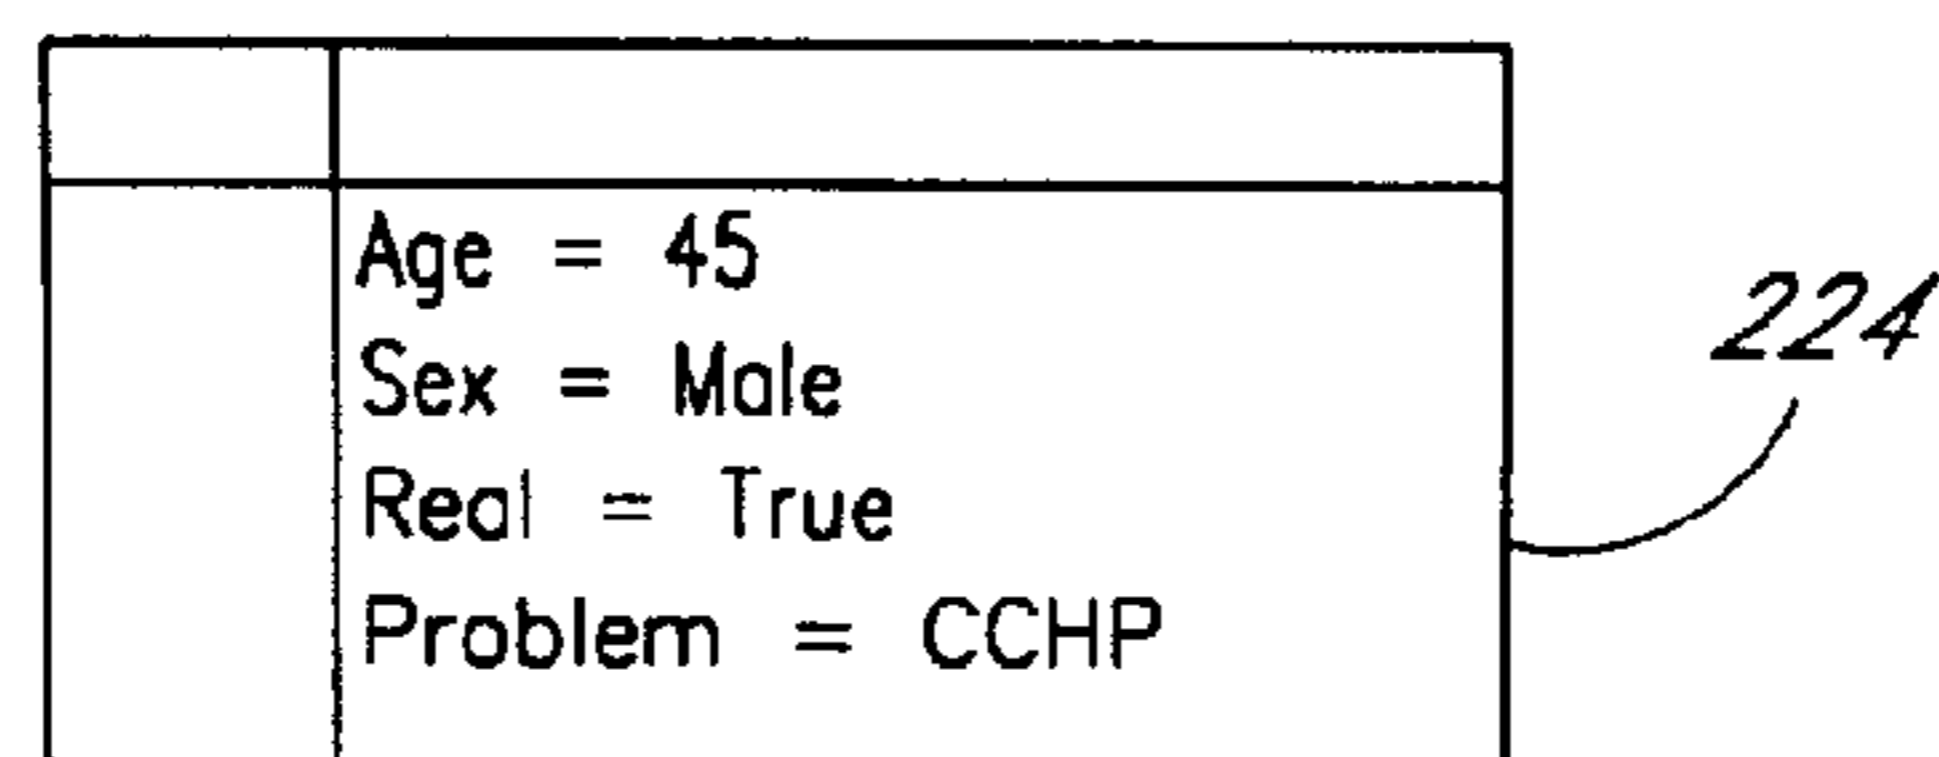 Age = 45
Sex = Male
Real = True
Problem = CCHP
224